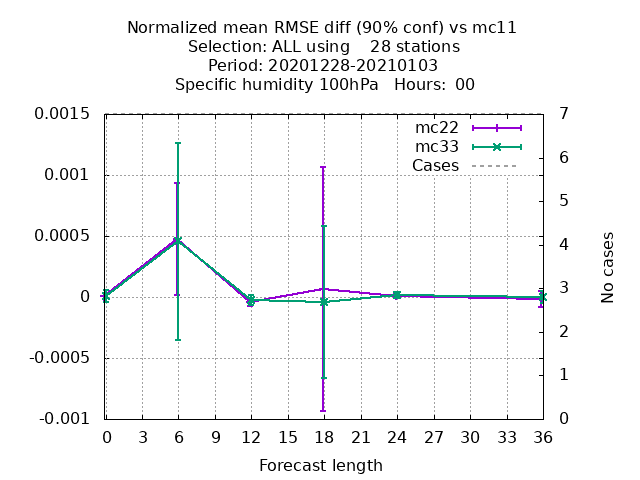 Normalized mean RMSE diff (90% conf) vs mc11
Selection: ALL using    28 stations
Period: 20201228-20210103
Specific humidity 100hPa   Hours:  00
0.0015
0.001
0.0005
0
-0.0005
-0.001
7
6
5
4
3
2
1
0
mc22
mc33
Cases
No cases
0 3 6 9 12 15 18 21 24 27 30 33 36
Forecast length